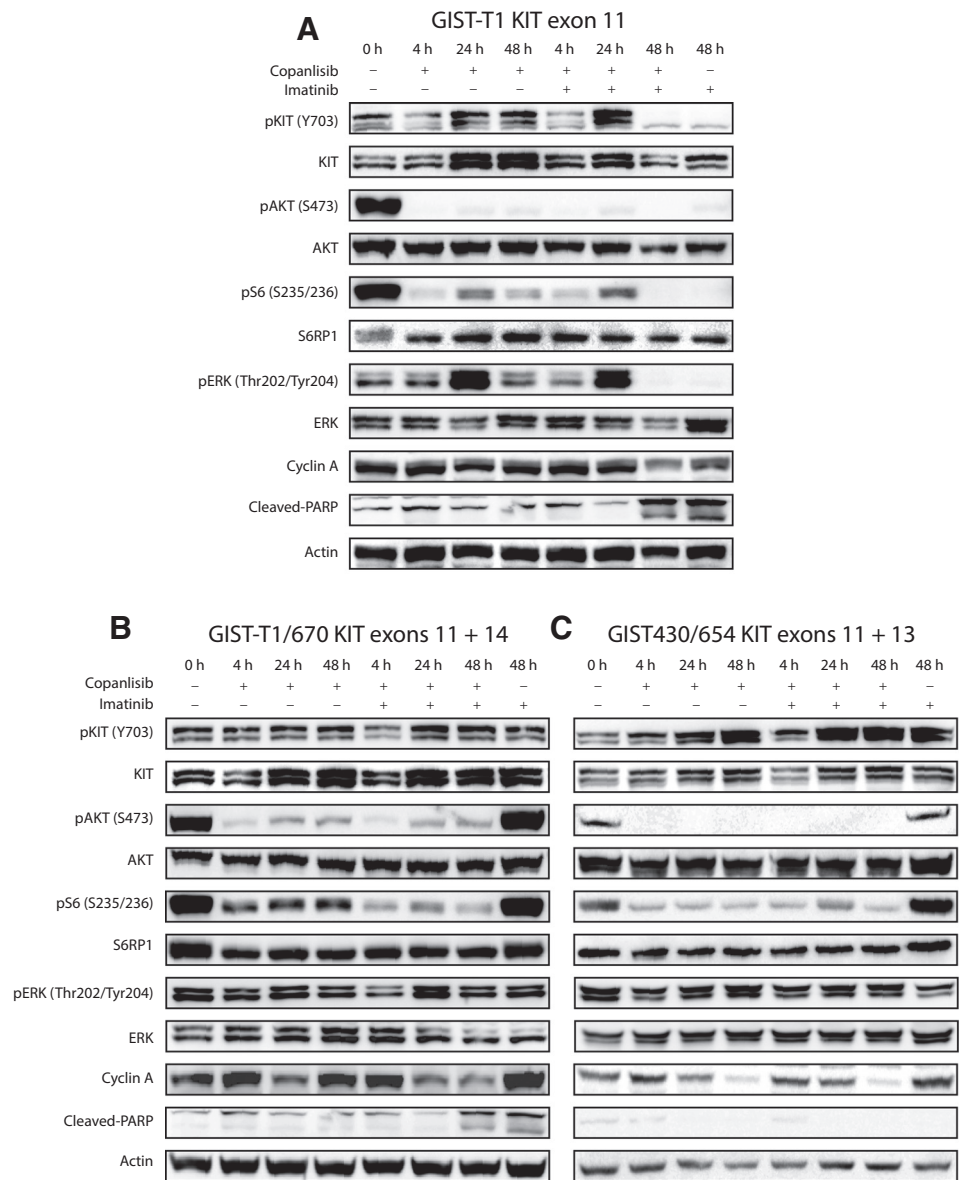 A
GIST-T1 KIT exon 11
0 h 4 h 24 h 48 h 4 h 24 h 48 h 48 h
Copanlisib – + + + + + + –
Imatinib – – – – + + + +
pKIT (Y703)
KIT
pAKT (S473)
AKT
pS6 (S235/236)
S6RP1
pERK (Thr202/Tyr204)
ERK
Cyclin A
Cleaved-PARP
Actin
B
GIST-T1/670 KIT exons 11 + 14
0 h 4 h 24 h 48 h 4 h 24 h 48 h 48 h
Copanlisib – + + + + + + –
Imatinib – – – – + + + +
pKIT (Y703)
KIT
pAKT (S473)
AKT
pS6 (S235/236)
S6RP1
pERK (Thr202/Tyr204)
ERK
Cyclin A
Cleaved-PARP
Actin
C
GIST430/654 KIT exons 11 + 13
0 h 4 h 24 h 48 h 4 h 24 h 48 h 48 h
– + + + + + + –
– – – – + + + +